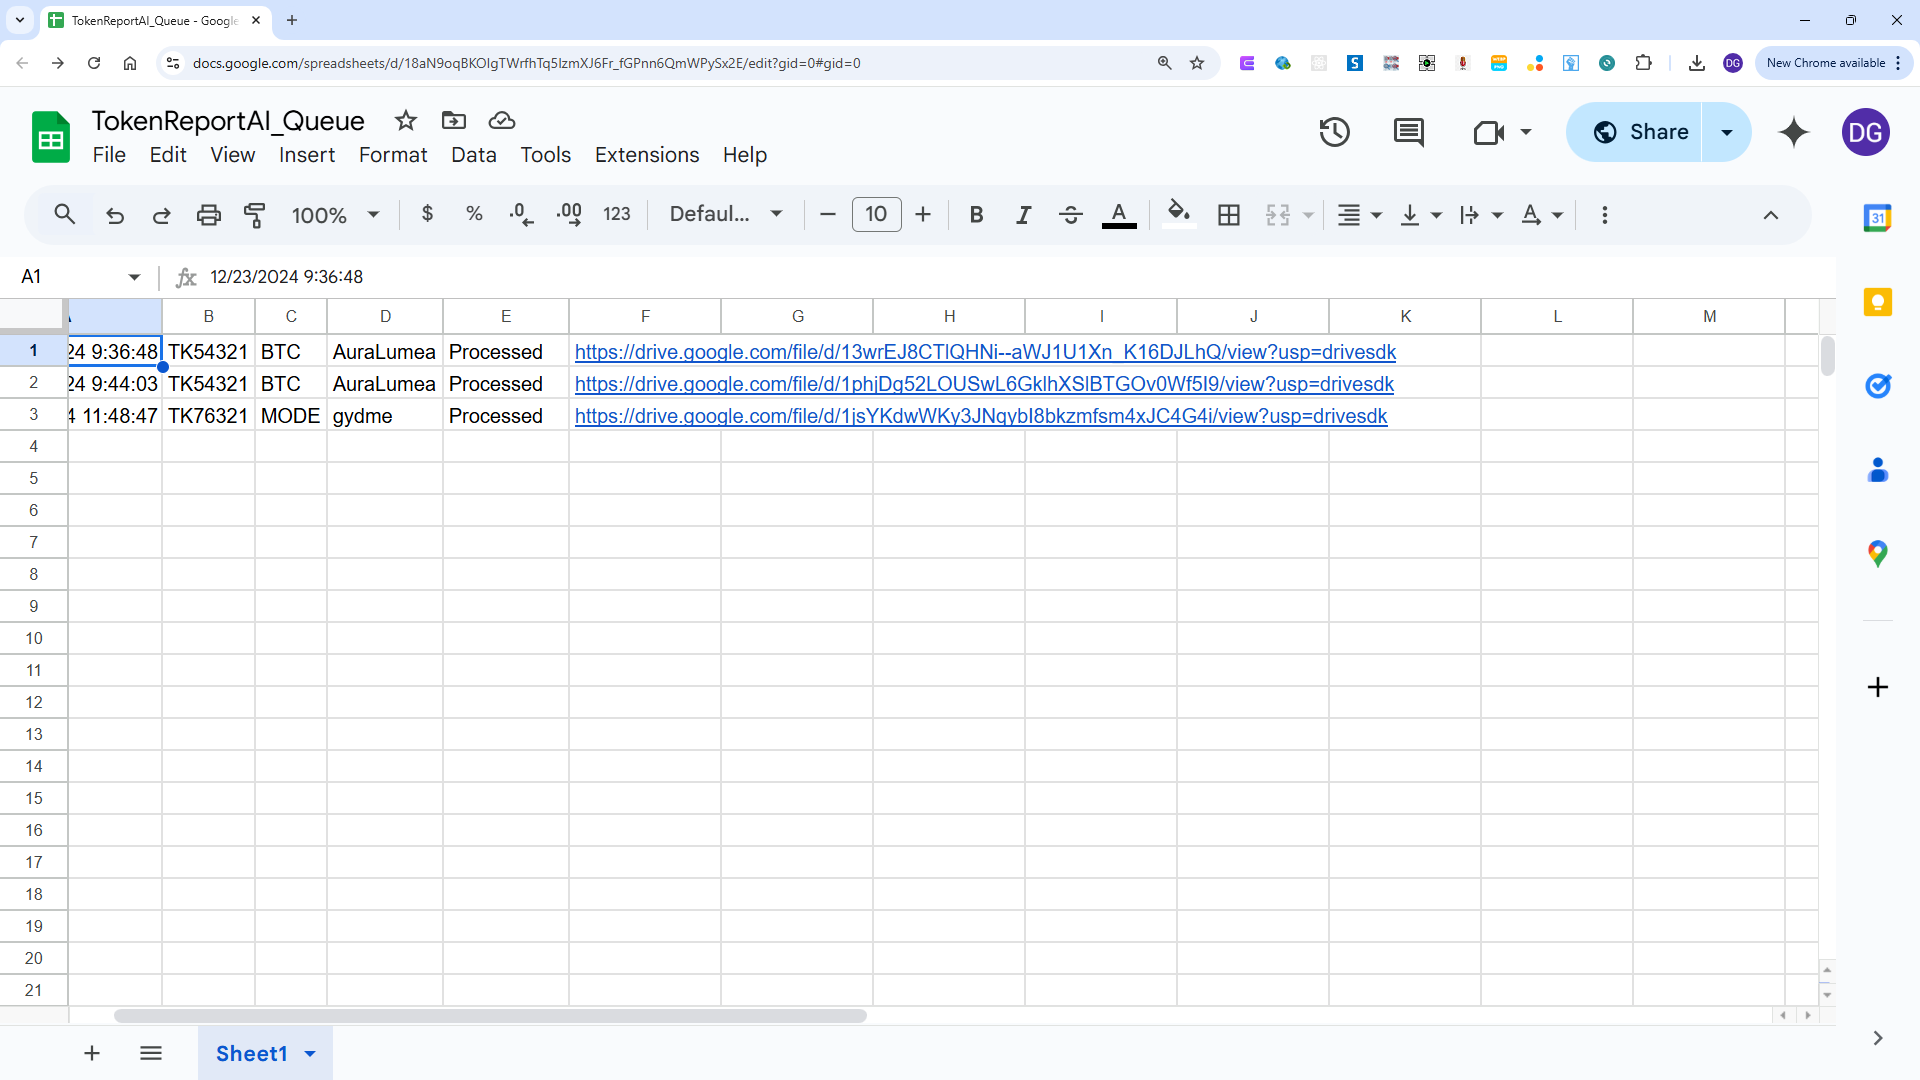 TokenReportAI_Queue - Google
docs.google.com/spreadsheets/d/18aN9oqBKOIgTWrfhTq5IzmXJ6Fr_fGPnn6QmWPySx2E/edit?gid=0#gid=0
DG
New Chrome available
TokenReportAI_Queue
File Edit View Insert Format Data Tools Extensions Help
Share
DG
100% $ % .0 .00 123 Defaul... 10 B I A A
31
A1 fx 12/23/2024 9:36:48
B C D E F G H I J K L M
1 24 9:36:48 TK54321 BTC AuraLumea Processed https://drive.google.com/file/d/13wrEJ8CTlQHNi--aWJ1U1Xn_K16DJLhQ/view?usp=drivesdk
2 24 9:44:03 TK54321 BTC AuraLumea Processed https://drive.google.com/file/d/1phjDg52LOUSwL6GklhXSlBTGOv0Wf5I9/view?usp=drivesdk
3 4 11:48:47 TK76321 MODE gydme Processed https://drive.google.com/file/d/1jsYKdwWKy3JNqybI8bkzmfsm4xJC4G4i/view?usp=drivesdk
4
5
6
7
8
9
10
11
12
13
14
15
16
17
18
19
20
21
Sheet1